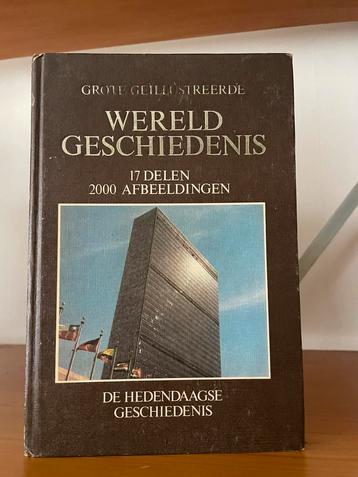 GROTE GEÏLLUSTREERDE
WERELD
GESCHIEDENIS
17 DELEN
2000 AFBEELDINGEN
DE HEDENDAAGSE
GESCHIEDENIS